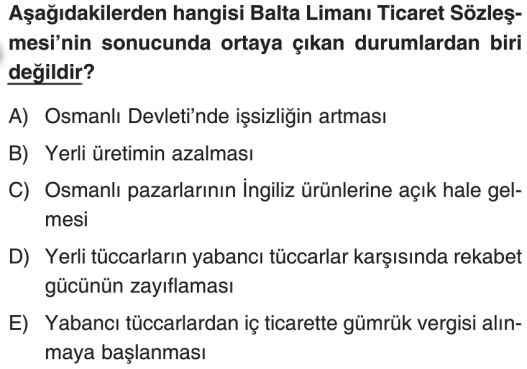 Aşağıdakilerden hangisi Balta Limanı Ticaret Sözleş-
mesi’nin sonucunda ortaya çıkan durumlardan biri
değildir?
A) Osmanlı Devleti’nde işsizliğin artması
B) Yerli üretimin azalması
C) Osmanlı pazarlarının İngiliz ürünlerine açık hale gel-
mesi
D) Yerli tüccarların yabancı tüccarlar karşısında rekabet
gücünün zayıflaması
E) Yabancı tüccarlardan iç ticarette gümrük vergisi alın-
maya başlanması